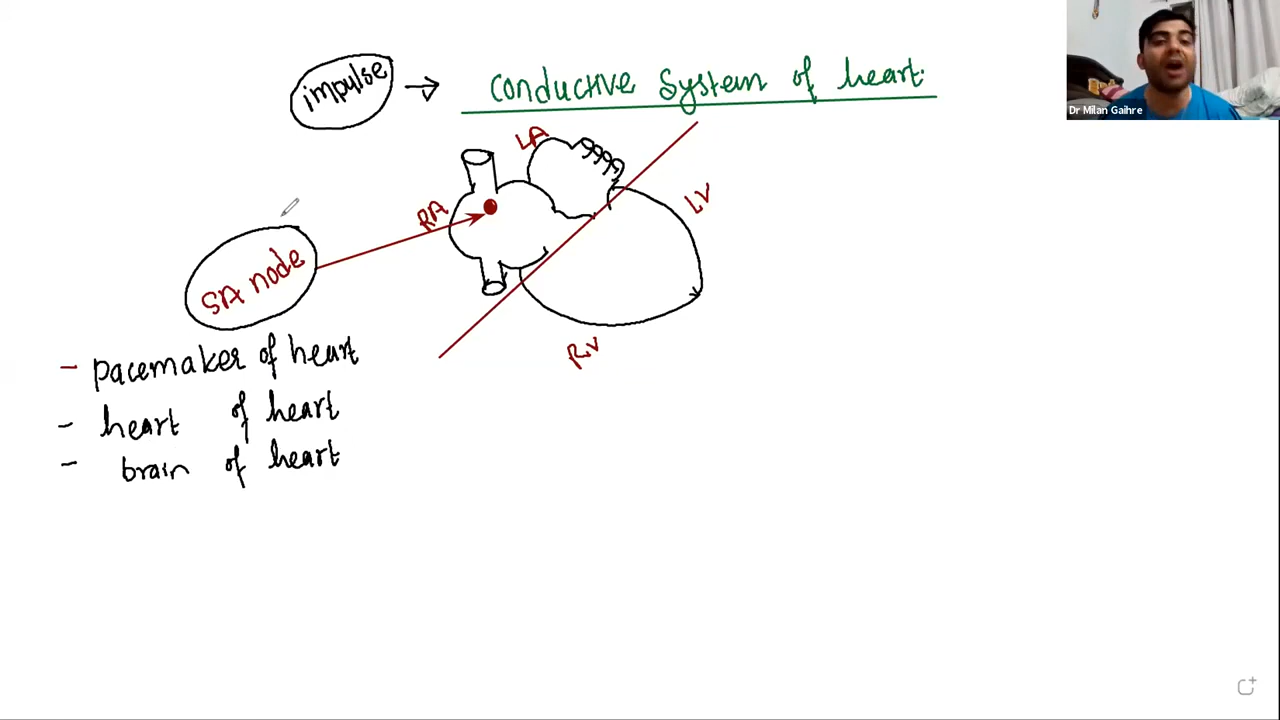 impulse → conductive system of heart.
Dr Milan Gaihre
LA
RA
LV
SA node
RV
- pacemaker of heart
- heart of heart
- brain of heart